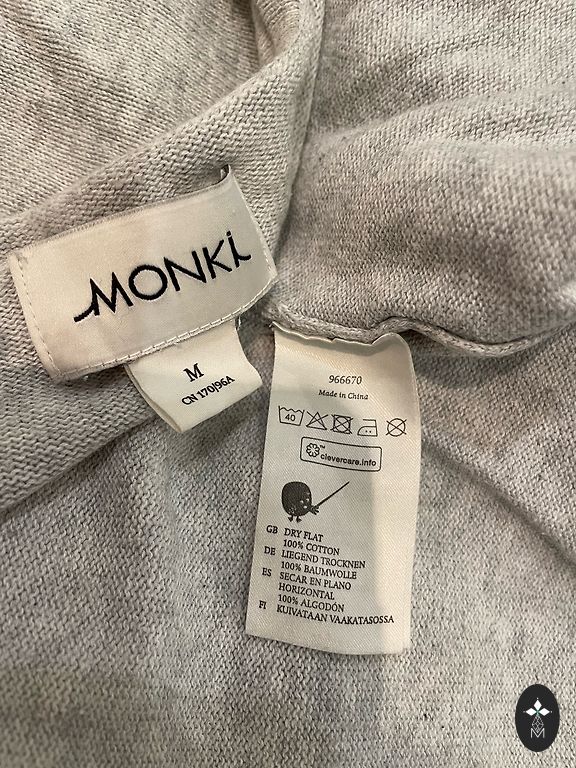 MONKI
M
CN 170/96A
966670
Made in China
40
clevercare.info
GB DRY FLAT
100% COTTON
DE LIEGEND TROCKNEN
100% BAUMWOLLE
ES SECAR EN PLANO
HORIZONTAL
100% ALGODÓN
FI KUIVATAAN VAAKATASOSSA
M